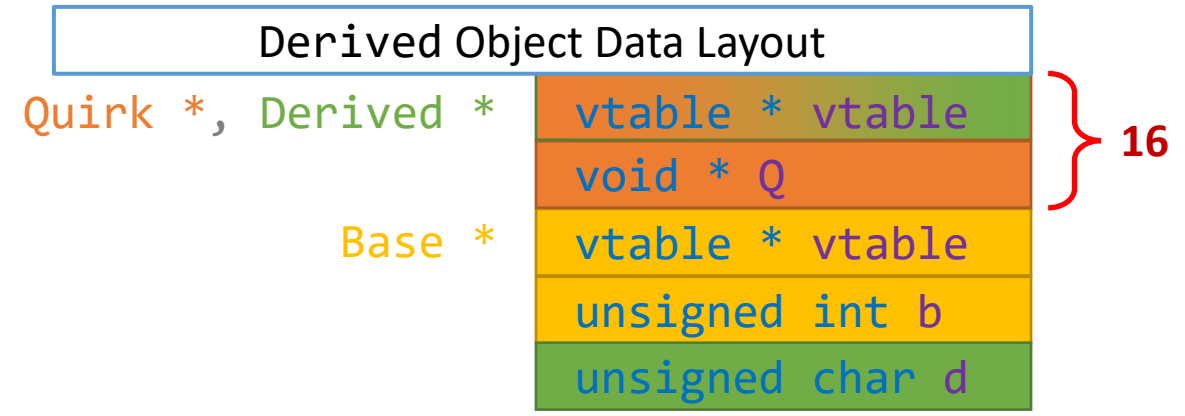 Derived Object Data Layout
Quirk *, Derived *
vtable * vtable
void * Q
16
Base *
vtable * vtable
unsigned int b
unsigned char d